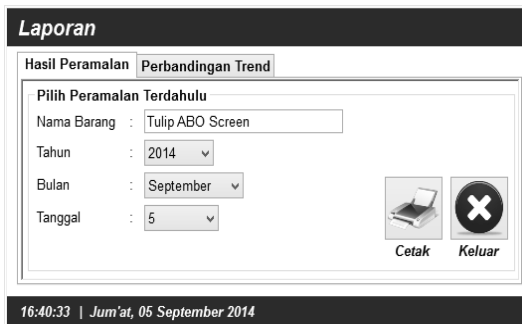 Laporan
Hasil Peramalan Perbandingan Trend
Pilih Peramalan Terdahulu
Nama Barang : Tulip ABO Screen
Tahun : 2014
Bulan : September
Tanggal : 5
Cetak Keluar
16:40:33 | Jum'at, 05 September 2014